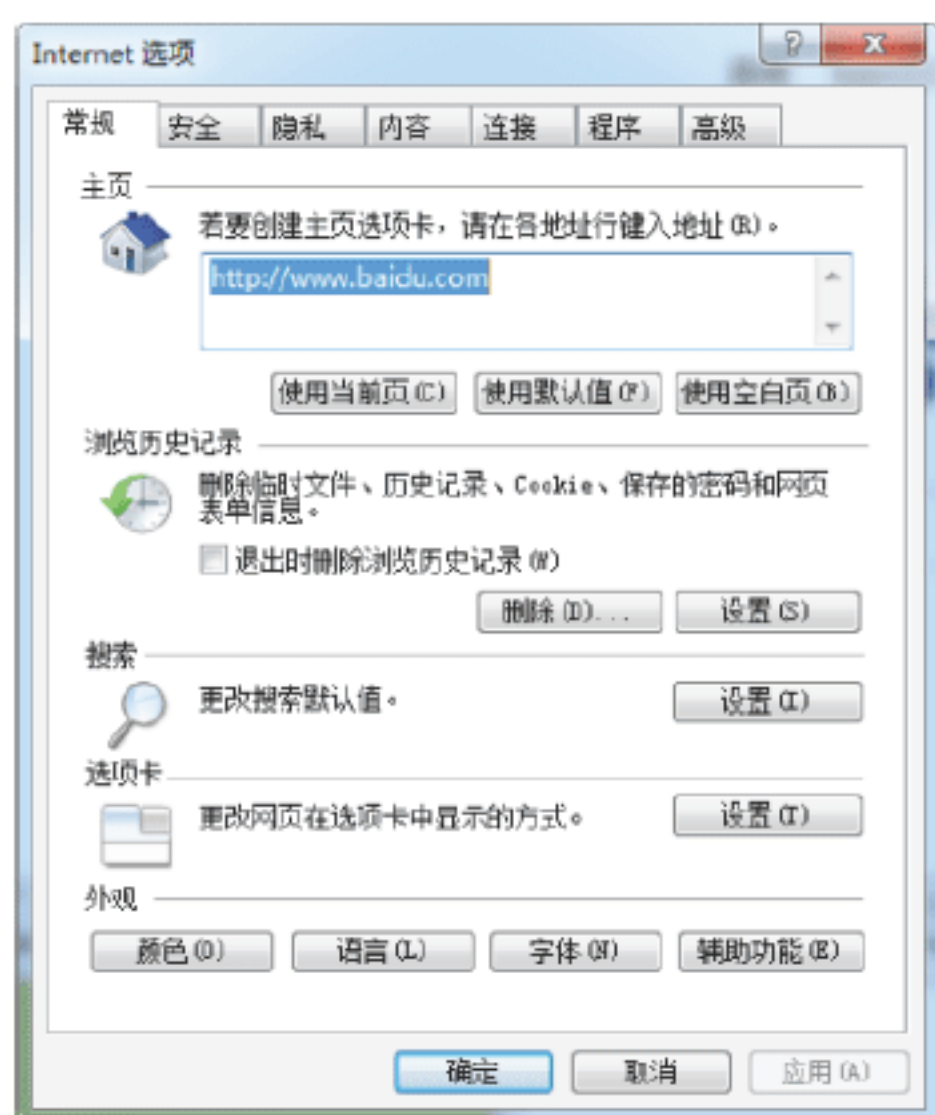 Internet 选项
常规 安全 隐私 内容 连接 程序 高级
主页
若要创建主页选项卡，请在各地址行键入地址(R)。
http://www.baidu.com
使用当前页(C) 使用默认值(F) 使用空白页(B)
浏览历史记录
删除临时文件、历史记录、Cookie、保存的密码和网页
表单信息。
退出时删除浏览历史记录(W)
删除(D)... 设置(S)
搜索
更改搜索默认值。 设置(I)
选项卡
更改网页在选项卡中显示的方式。 设置(T)
外观
颜色(O) 语言(L) 字体(N) 辅助功能(E)
确定 取消 应用(A)